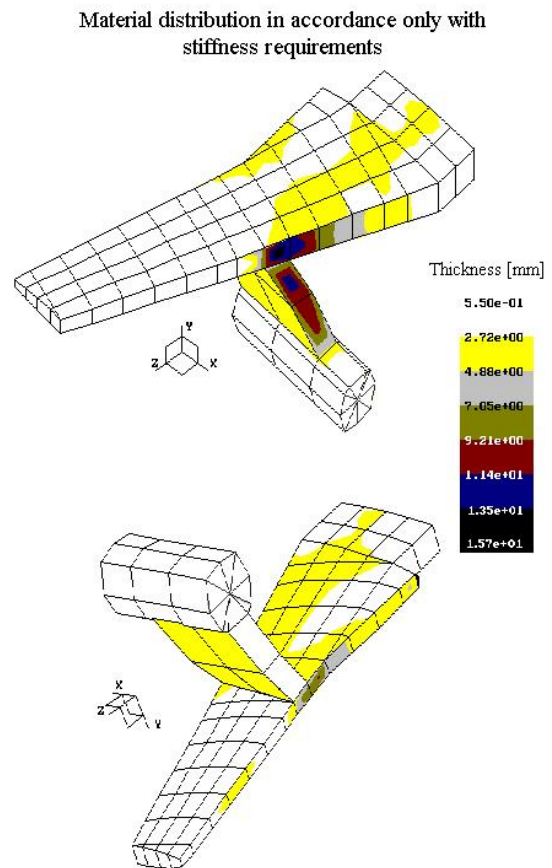 Material distribution in accordance only with
stiffness requirements
Thickness [mm]
5.50e-01
2.72e+00
4.88e+00
7.05e+00
9.21e+00
1.14e+01
1.35e+01
1.57e+01
Y
Z X
X
Z
Y